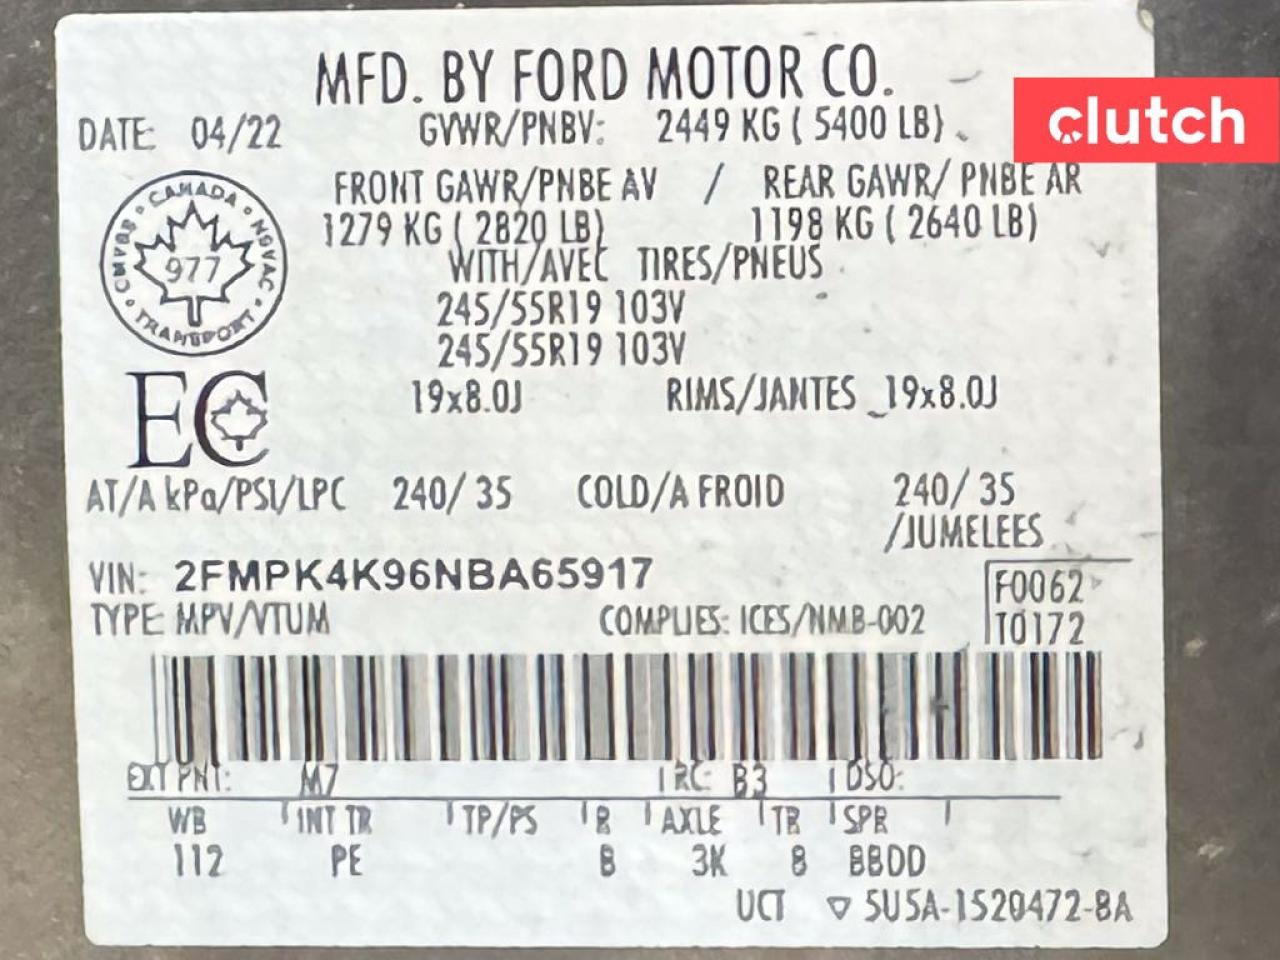 MFD. BY FORD MOTOR CO.
clutch
DATE: 04/22 GVWR/PNBV: 2449 KG ( 5400 LB)
FRONT GAWR/PNBE AV / REAR GAWR/ PNBE AR
1279 KG ( 2820 LB) 1198 KG ( 2640 LB)
WITH/AVEC TIRES/PNEUS
245/55R19 103V
245/55R19 103V
CANADA · NSVAC · TRANSPORT · CMVSS
977
EC
19x8.0J RIMS/JANTES 19x8.0J
AT/A kPa/PSI/LPC 240/ 35 COLD/A FROID 240/ 35
/JUMELEES
VIN: 2FMPK4K96NBA65917
F0062
TYPE: MPV/VTUM COMPLIES: ICES/NMB-002
T0172
EXT PNT: M7 RC: B3 DSO:
WB INT TR TP/PS R AXLE TR SPR
112 PE B 3K 8 BBDD
UCT ▽ 5U5A-1520472-BA